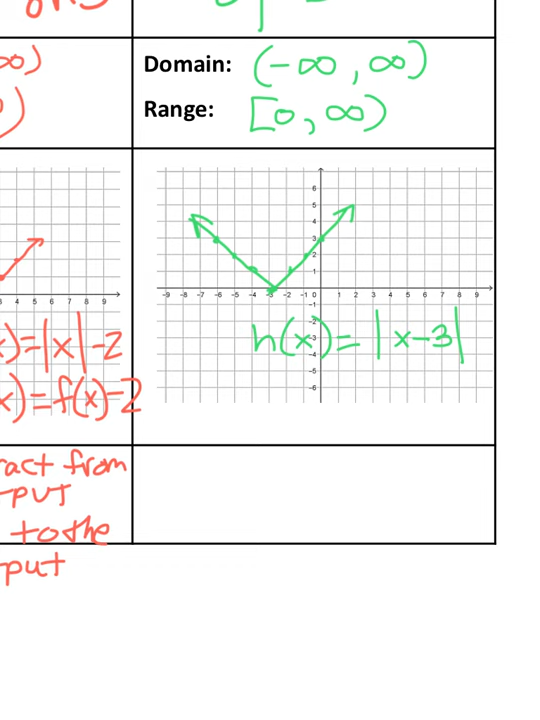 ∞)
Domain: (-∞, ∞)
Range: [0, ∞)
6
5
4
3
2
1
-9 -8 -7 -6 -5 -4 -3 -2 -1 0 1 2 3 4 5 6 7 8 9
-1
-2
-3
-4
-5
-6
4 5 6 7 8 9
x)=|x|-2
x)=f(x)-2
h(x)=|x-3|
ract from
put
to the
put